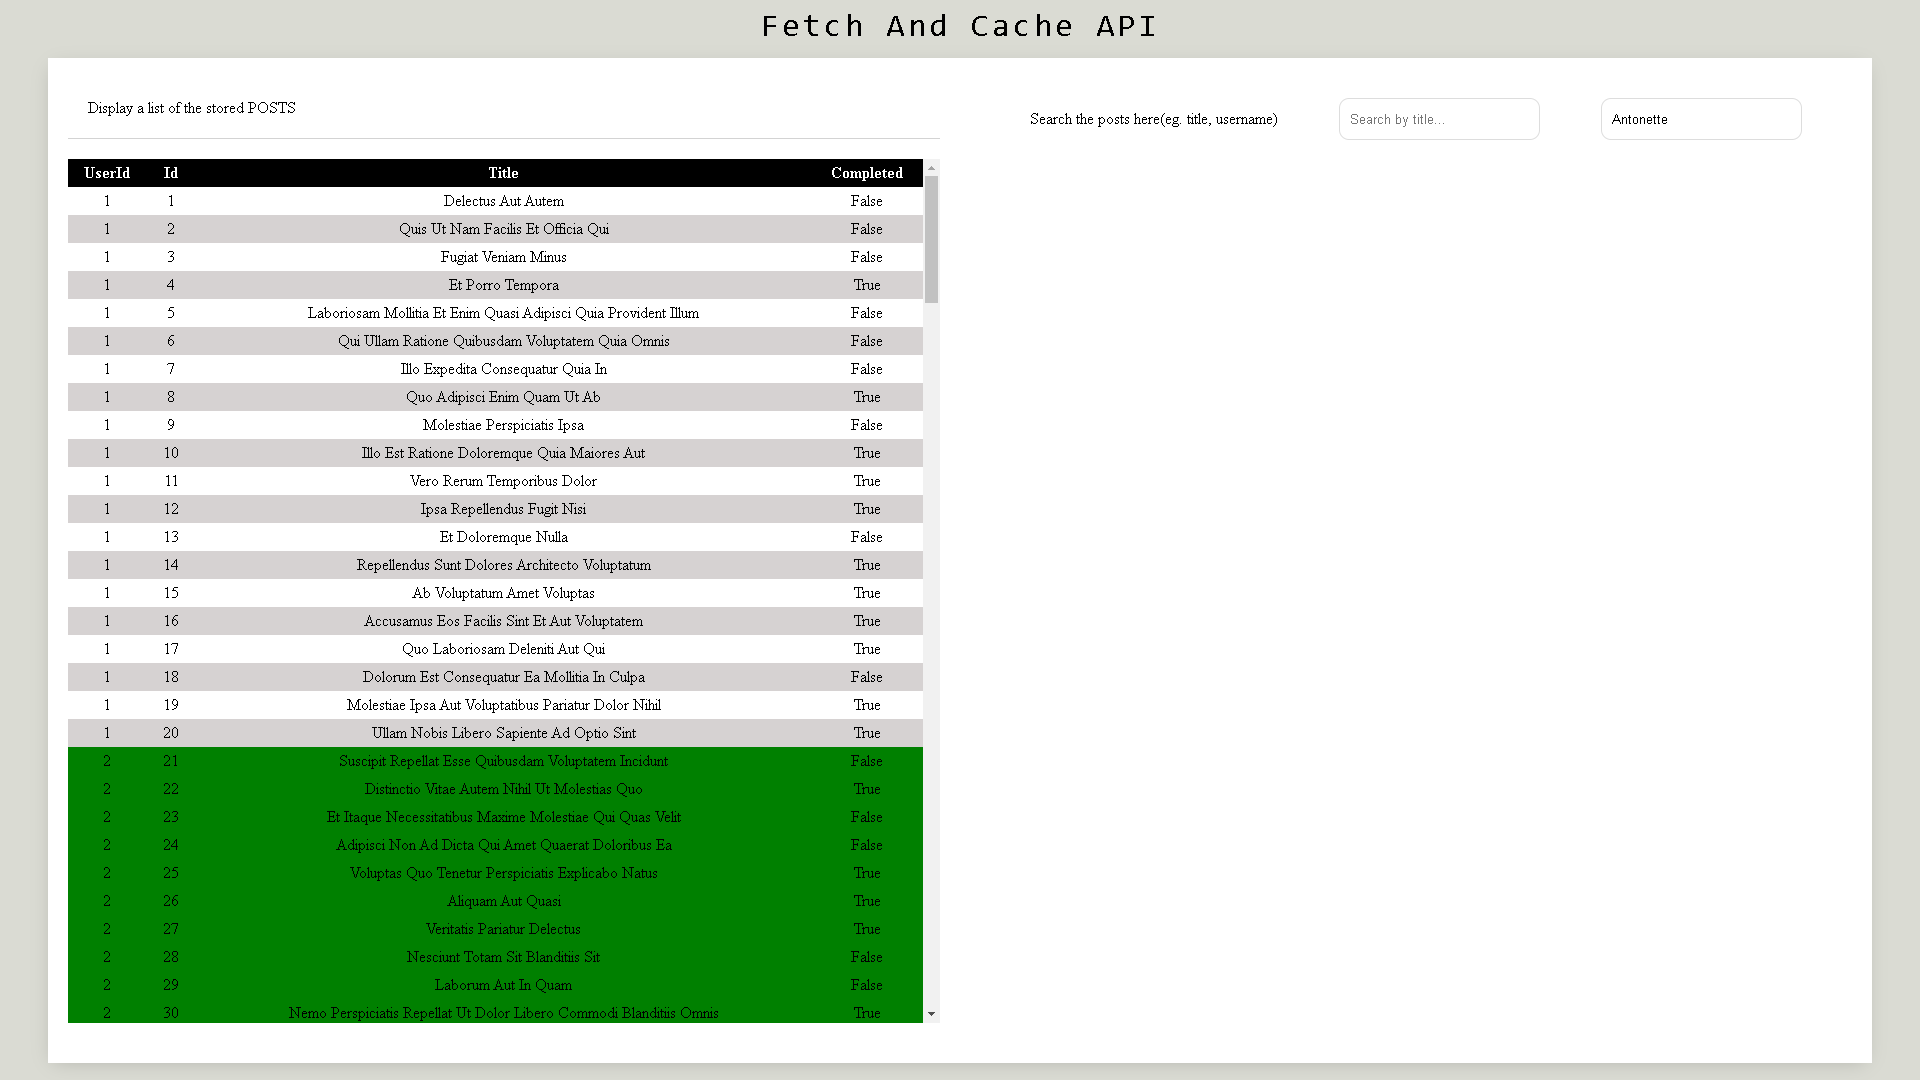 Fetch And Cache API
Display a list of the stored POSTS
Search the posts here(eg. title, username)
Search by title...
Antonette
UserId Id Title Completed
1 1 Delectus Aut Autem False
1 2 Quis Ut Nam Facilis Et Officia Qui False
1 3 Fugiat Veniam Minus False
1 4 Et Porro Tempora True
1 5 Laboriosam Mollitia Et Enim Quasi Adipisci Quia Provident Illum False
1 6 Qui Ullam Ratione Quibusdam Voluptatem Quia Omnis False
1 7 Illo Expedita Consequatur Quia In False
1 8 Quo Adipisci Enim Quam Ut Ab True
1 9 Molestiae Perspiciatis Ipsa False
1 10 Illo Est Ratione Doloremque Quia Maiores Aut True
1 11 Vero Rerum Temporibus Dolor True
1 12 Ipsa Repellendus Fugit Nisi True
1 13 Et Doloremque Nulla False
1 14 Repellendus Sunt Dolores Architecto Voluptatum True
1 15 Ab Voluptatum Amet Voluptas True
1 16 Accusamus Eos Facilis Sint Et Aut Voluptatem True
1 17 Quo Laboriosam Deleniti Aut Qui True
1 18 Dolorum Est Consequatur Ea Mollitia In Culpa False
1 19 Molestiae Ipsa Aut Voluptatibus Pariatur Dolor Nihil True
1 20 Ullam Nobis Libero Sapiente Ad Optio Sint True
2 21 Suscipit Repellat Esse Quibusdam Voluptatem Incidunt False
2 22 Distinctio Vitae Autem Nihil Ut Molestias Quo True
2 23 Et Itaque Necessitatibus Maxime Molestiae Qui Quas Velit False
2 24 Adipisci Non Ad Dicta Qui Amet Quaerat Doloribus Ea False
2 25 Voluptas Quo Tenetur Perspiciatis Explicabo Natus True
2 26 Aliquam Aut Quasi True
2 27 Veritatis Pariatur Delectus True
2 28 Nesciunt Totam Sit Blanditiis Sit False
2 29 Laborum Aut In Quam False
2 30 Nemo Perspiciatis Repellat Ut Dolor Libero Commodi Blanditiis Omnis True